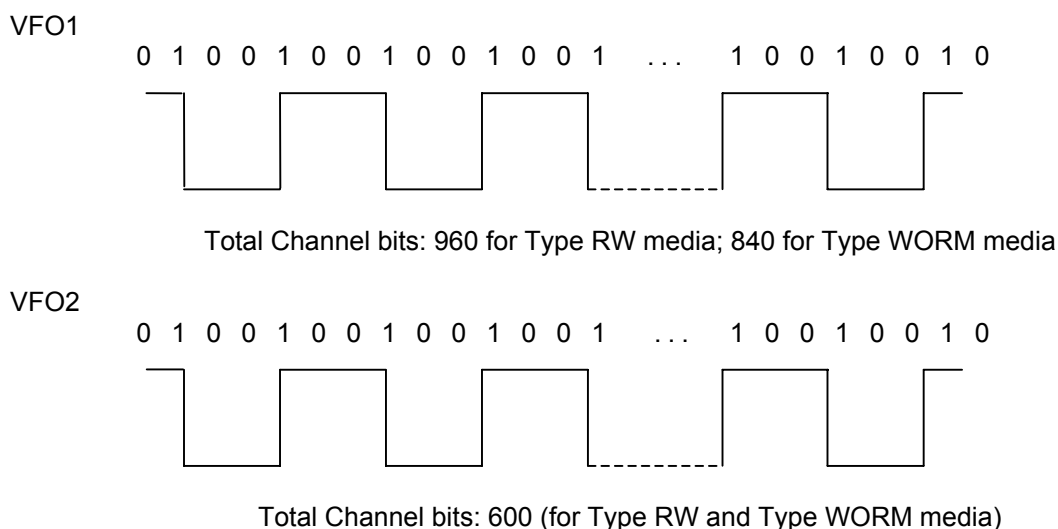 VFO1
0 1 0 0 1 0 0 1 0 0 1 0 0 1 ... 1 0 0 1 0 0 1 0
Total Channel bits: 960 for Type RW media; 840 for Type WORM media
VFO2
0 1 0 0 1 0 0 1 0 0 1 0 0 1 ... 1 0 0 1 0 0 1 0
Total Channel bits: 600 (for Type RW and Type WORM media)